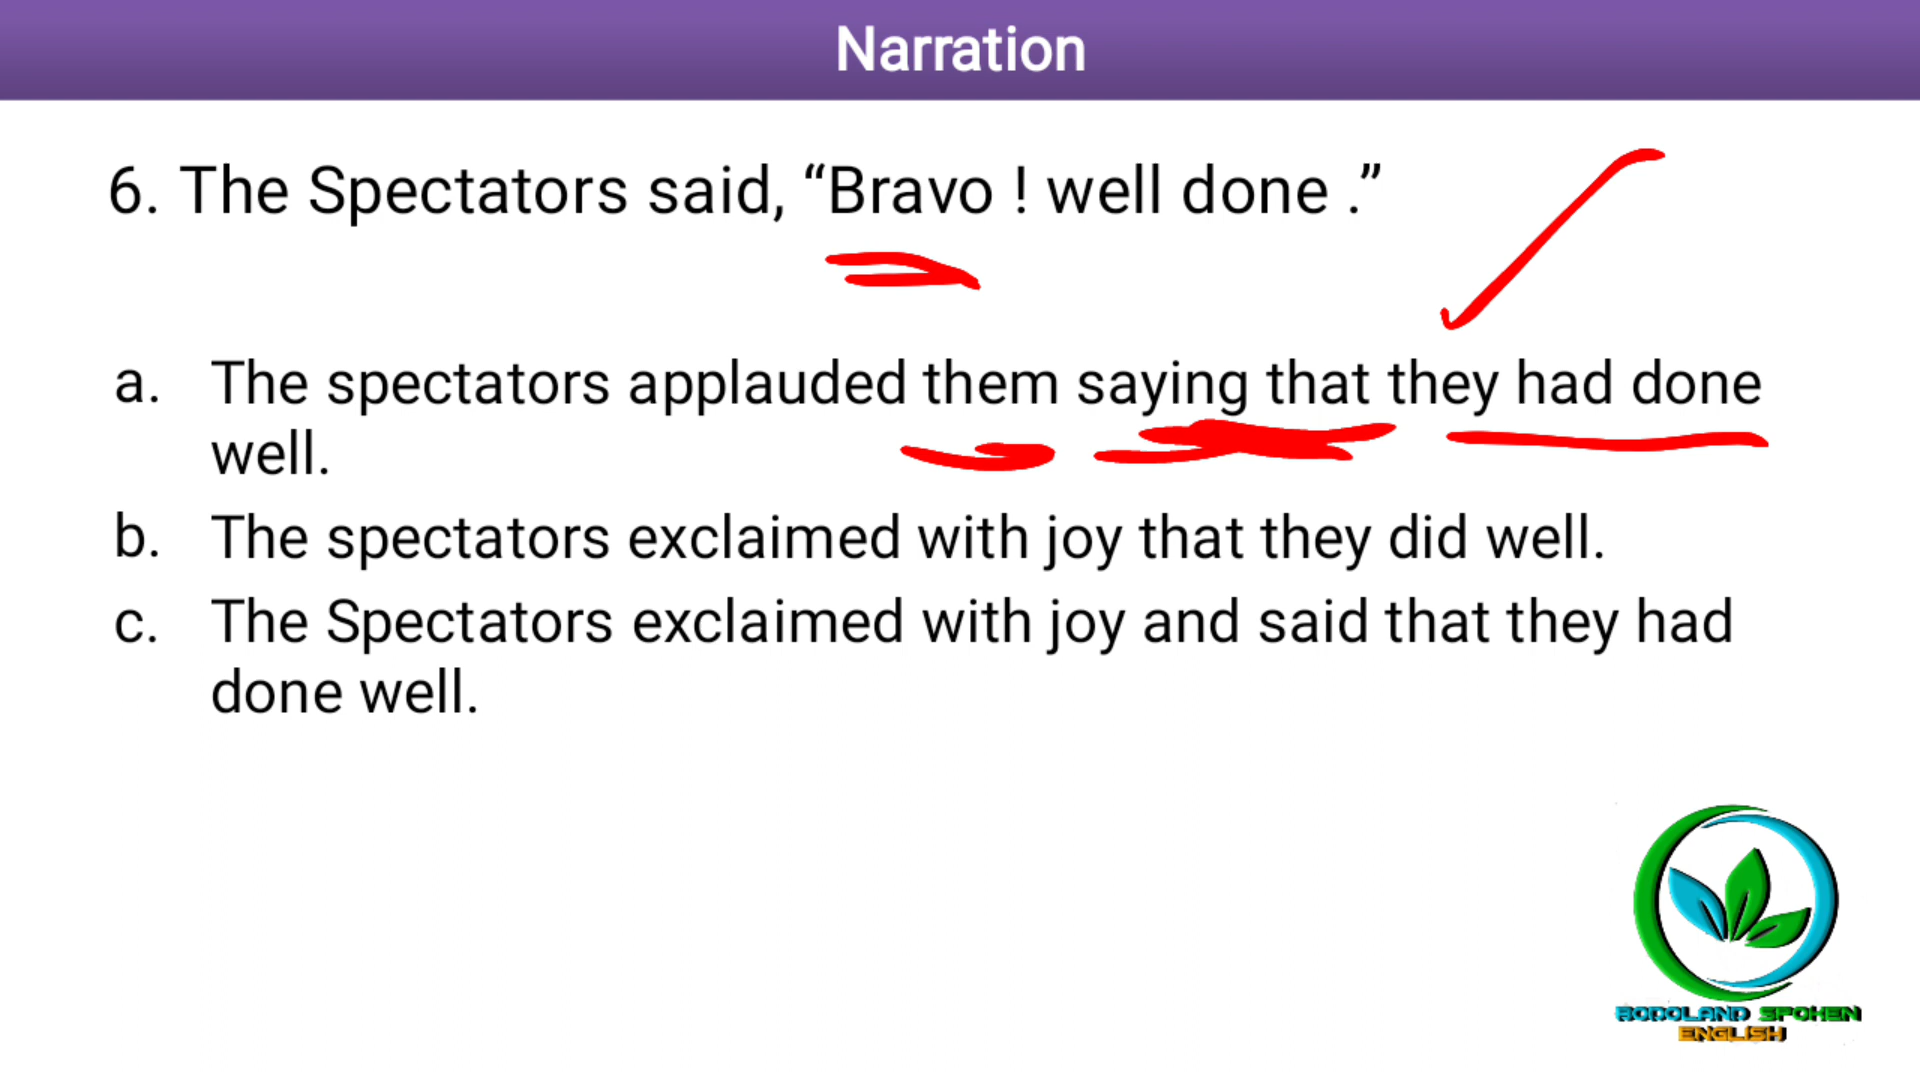 Narration
6. The Spectators said, “Bravo ! well done .”
a. The spectators applauded them saying that they had done
well.
b. The spectators exclaimed with joy that they did well.
c. The Spectators exclaimed with joy and said that they had
done well.
BODOLAND SPOKEN
ENGLISH